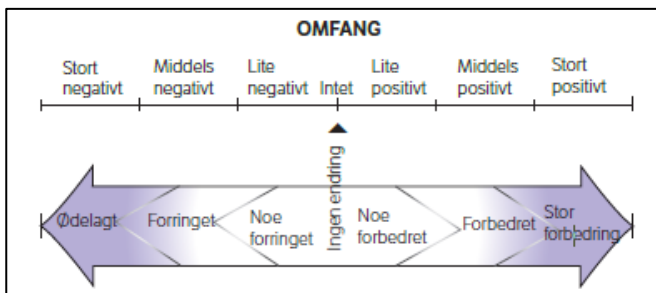 OMFANG
Stort Middels Lite Lite Middels Stort
negativt negativt negativt Intet positivt positivt positivt
Ingen endring
Ødelagt Forringet Noe Noe Forbedret Stor
forringet forbedret forbedring